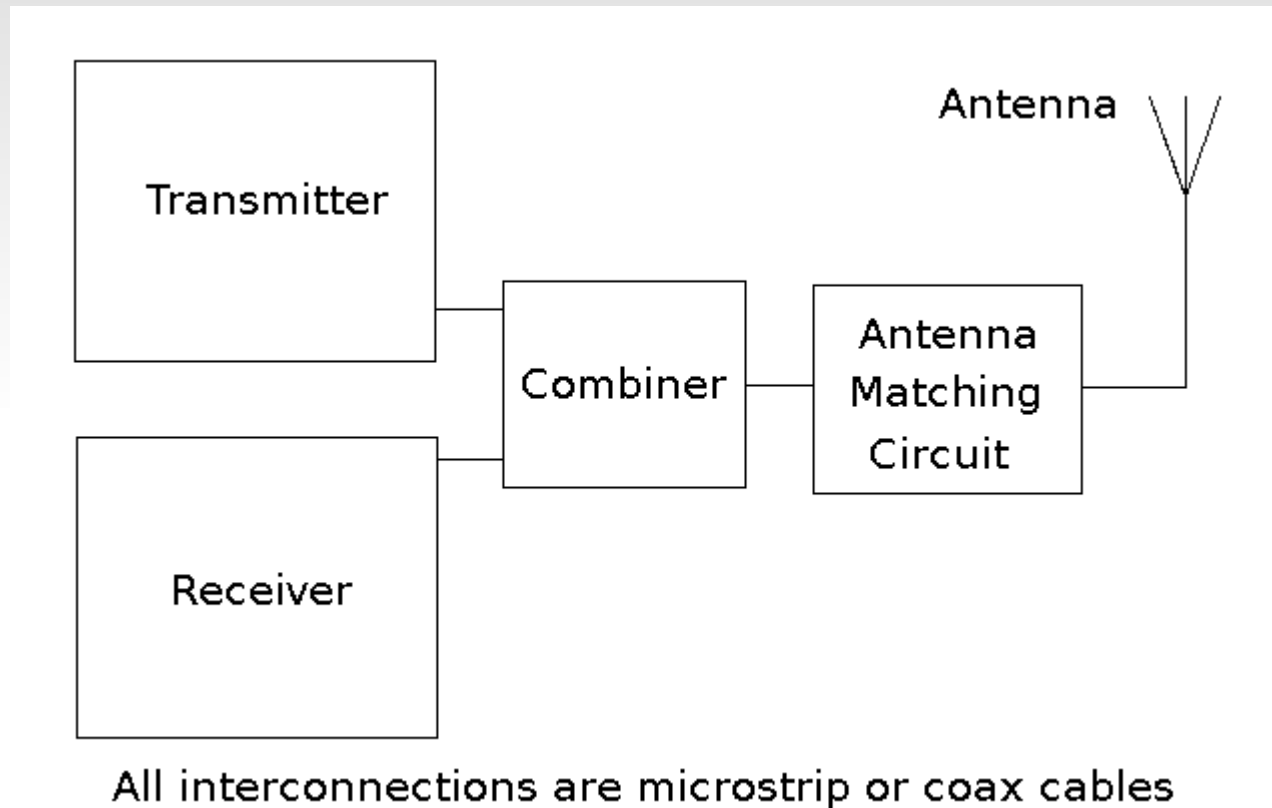 Transmitter
Antenna
Combiner
Antenna
Matching
Circuit
Receiver
All interconnections are microstrip or coax cables